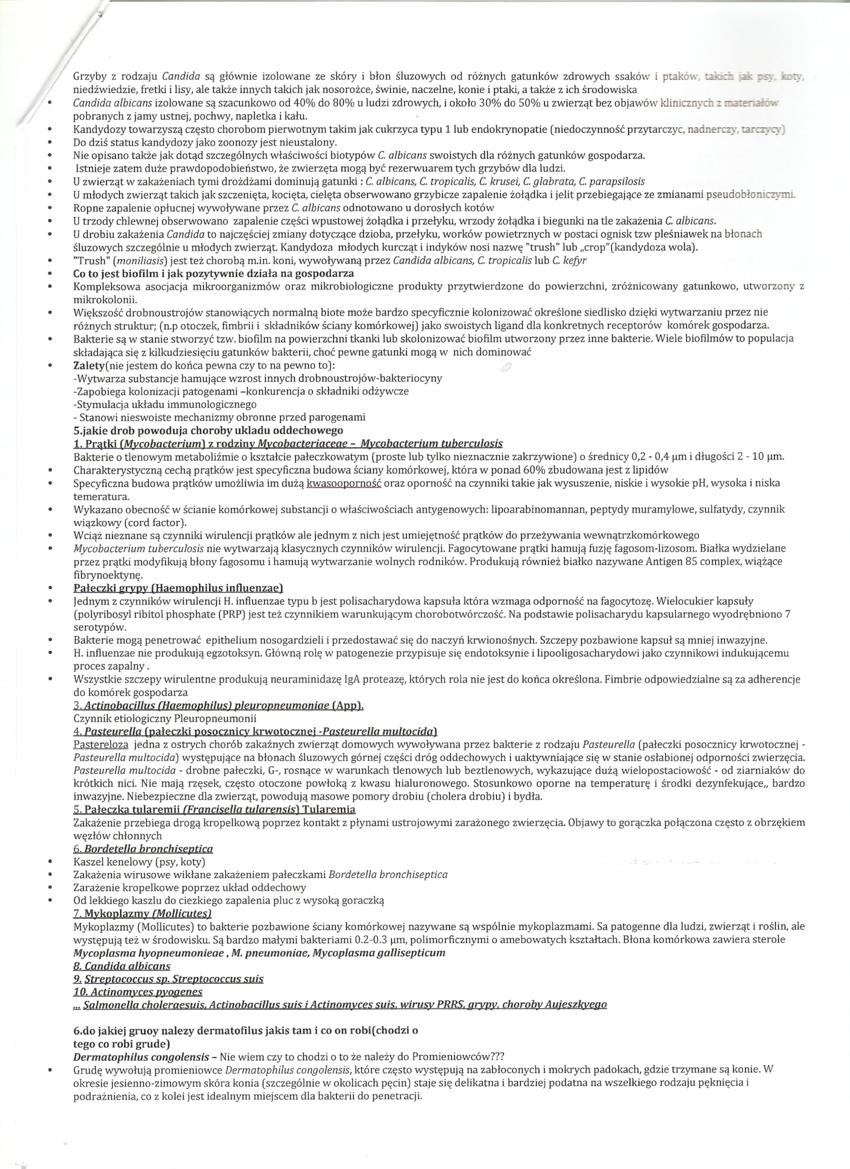 Grzyby z rodzaju Candida są głównie izolowane ze skóry i błon śluzowych od różnych gatunków zdrowych ssaków i ptaków, takich jak psy, koty,
niedźwiedzie, fretki i lisy, ale także innych takich jak nosorożce, świnie, naczelne, konie i ptaki, a także z ich środowiska
• Candida albicans izolowane są szacunkowo od 40% do 80% u ludzi zdrowych, i około 30% do 50% u zwierząt bez objawów klinicznych z materiałów
pobranych z jamy ustnej, pochwy, napletka i kału.
• Kandydozy towarzyszą często chorobom pierwotnym takim jak cukrzyca typu 1 lub endokrynopatie (niedoczynność przytarczyc, nadnerczy, tarczycy)
• Do dziś status kandydozy jako zoonozy jest nieustalony.
• Nie opisano także jak dotąd szczególnych właściwości biotypów C. albicans swoistych dla różnych gatunków gospodarza.
• Istnieje zatem duże prawdopodobieństwo, że zwierzęta mogą być rezerwuarem tych grzybów dla ludzi.
• U zwierząt w zakażeniach tymi drożdżami dominują gatunki : C. albicans, C. tropicalis, C. krusei, C. glabrata, C. parapsilosis
• U młodych zwierząt takich jak szczenięta, kocięta, cielęta observowano grzybicze zapalenie żołądka i jelit przebiegające ze zmianami pseudobłoniczymi.
• Ropne zapalenie opłucnej wywoływane przez C. albicans odnotowano u dorosłych kotów
• U trzody chlewnej obserwowano zapalenie części wpustowej żołądka i przełyku, wrzody żołądka i biegunki na tle zakażenia C. albicans.
• U drobiu zakażenia Candida to najczęściej zmiany dotyczące dzioba, przełyku, worków powietrznych w postaci ognisk tzw pleśniawek na błonach
śluzowych szczególnie u młodych zwierząt. Kandydoza młodych kurcząt i indyków nosi nazwę "trush" lub „crop"(kandydoza wola).
• "Trush" (moniliasis) jest też chorobą m.in. koni, wywoływaną przez Candida albicans, C. tropicalis lub C. kefyr
• Co to jest biofilm i jak pozytywnie działa na gospodarza
• Kompleksowa asocjacja mikroorganizmów oraz mikrobiologiczne produkty przytwierdzone do powierzchni, zróżnicowany gatunkowo, utworzony z
mikrokolonii.
• Większość drobnoustrojów stanowiących normalną biote może bardzo specyficznie kolonizować określone siedlisko dzięki wytwarzaniu przez nie
różnych struktur; (n.p otoczek, fimbrii i składników ściany komórkowej) jako swoistych ligand dla konkretnych receptorów komórek gospodarza.
• Bakterie są w stanie stworzyć tzw. biofilm na powierzchni tkanki lub skolonizować biofilm utworzony przez inne bakterie. Wiele biofilmów to populacja
składająca się z kilkudziesięciu gatunków bakterii, choć pewne gatunki mogą w nich dominować
• Zalety(nie jestem do końca pewna czy to na pewno to):
-Wytwarza substancje hamujące wzrost innych drobnoustrojów-bakteriocyny
-Zapobiega kolonizacji patogenami –konkurencja o składniki odżywcze
-Stymulacja układu immunologicznego
- Stanowi nieswoiste mechanizmy obronne przed parogenami
5.jakie drob powoduja choroby ukladu oddechowego
1. Prątki (Mycobacterium) z rodziny Mycobacteriaceae – Mycobacterium tuberculosis
Bakterie o tlenowym metaboliźmie o kształcie pałeczkowatym (proste lub tylko nieznacznie zakrzywione) o średnicy 0,2 - 0,4 µm i długości 2 - 10 µm.
• Charakterystyczną cechą prątków jest specyficzna budowa ściany komórkowej, która w ponad 60% zbudowana jest z lipidów
• Specyficzna budowa prątków umożliwia im dużą kwasooporność oraz oporność na czynniki takie jak wysuszenie, niskie i wysokie pH, wysoka i niska
temeratura.
• Wykazano obecność w ścianie komórkowej substancji o właściwościach antygenowych: lipoarabinomannan, peptydy muramylowe, sulfatydy, czynnik
wiązkowy (cord factor).
• Wciąż nieznane są czynniki wirulencji prątków ale jednym z nich jest umiejętność prątków do przeżywania wewnątrzkomórkowego
• Mycobacterium tuberculosis nie wytwarzają klasycznych czynników wirulencji. Fagocytowane prątki hamują fuzję fagosom-lizosom. Białka wydzielane
przez prątki modyfikują błony fagosomu i hamują wytwarzanie wolnych rodników. Produkują również białko nazywane Antigen 85 complex, wiążące
fibrynoektynę.
• Pałeczki grypy (Haemophilus influenzae)
• Jednym z czynników wirulencji H. influenzae typu b jest polisacharydowa kapsuła która wzmaga odporność na fagocytozę. Wielocukier kapsuły
(polyribosyl ribitol phosphate (PRP) jest też czynnikiem warunkującym chorobotwórczość. Na podstawie polisacharydu kapsularnego wyodrębniono 7
serotypów.
• Bakterie mogą penetrować epithelium nosogardzieli i przedostawać się do naczyń krwionośnych. Szczepy pozbawione kapsuł są mniej inwazyjne.
• H. influenzae nie produkują egzotoksyn. Główną rolę w patogenezie przypisuje się endotoksynie i lipooligosacharydowi jako czynnikowi indukującemu
proces zapalny .
• Wszystkie szczepy wirulentne produkują neuraminidazę IgA proteazę, których rola nie jest do końca określona. Fimbrie odpowiedzialne są za adherencje
do komórek gospodarza
3. Actinobacillus (Haemophilus) pleuropneumoniae (App).
Czynnik etiologiczny Pleuropneumonii
4. Pasteurella (pałeczki posocznicy krwotocznej -Pasteurella multocida)
Pastereloza jedna z ostrych chorób zakaźnych zwierząt domowych wywoływana przez bakterie z rodzaju Pasteurella (pałeczki posocznicy krwotocznej -
Pasteurella multocida) występujące na błonach śluzowych górnej części dróg oddechowych i uaktywniające się w stanie osłabionej odporności zwierzęcia.
Pasteurella multocida - drobne pałeczki, G-, rosnące w warunkach tlenowych lub beztlenowych, wykazujące dużą wielopostaciowość - od ziarniaków do
krótkich nici. Nie mają rzęsek, często otoczone powłoką z kwasu hialuronowego. Stosunkowo oporne na temperaturę i środki dezynfekujące,, bardzo
inwazyjne. Niebezpieczne dla zwierząt, powodują masowe pomory drobiu (cholera drobiu) i bydła.
5. Pałeczka tularemii (Francisella tularensis) Tularemia
Zakażenie przebiega drogą kropelkową poprzez kontakt z płynami ustrojowymi zarażonego zwierzęcia. Objawy to gorączka połączona często z obrzękiem
węzłów chłonnych
6. Bordetella bronchiseptica
• Kaszel kenelowy (psy, koty)
• Zakażenia wirusowe wikłane zakażeniem pałeczkami Bordetella bronchiseptica
• Zarażenie kropelkowe poprzez układ oddechowy
• Od lekkiego kaszlu do ciezkiego zapalenia pluc z wysoką goraczką
7. Mykoplazmy (Mollicutes)
Mykoplazmy (Mollicutes) to bakterie pozbawione ściany komórkowej nazywane są wspólnie mykoplazmami. Sa patogenne dla ludzi, zwierząt i roślin, ale
występują też w środowisku. Są bardzo małymi bakteriami 0.2-0.3 µm, polimorficznymi o amebowatych kształtach. Błona komórkowa zawiera sterole
Mycoplasma hyopneumonieae , M. pneumoniae, Mycoplasma gallisepticum
8. Candida albicans
9. Streptococcus sp. Streptococcus suis
10. Actinomyces pyogenes
... Salmonella choleraesuis, Actinobacillus suis i Actinomyces suis, wirusy PRRS, grypy, choroby Aujeszkyego
6.do jakiej gruoy nalezy dermatofilus jakis tam i co on robi(chodzi o
tego co robi grude)
Dermatophilus congolensis – Nie wiem czy to chodzi o to że należy do Promieniowców???
• Grudę wywołują promieniowce Dermatophilus congolensis, które często występują na zabłoconych i mokrych padokach, gdzie trzymane są konie. W
okresie jesienno-zimowym skóra konia (szczególnie w okolicach pęcin) staje się delikatna i bardziej podatna na wszelkiego rodzaju pęknięcia i
podrażnienia, co z kolei jest idealnym miejscem dla bakterii do penetracji.